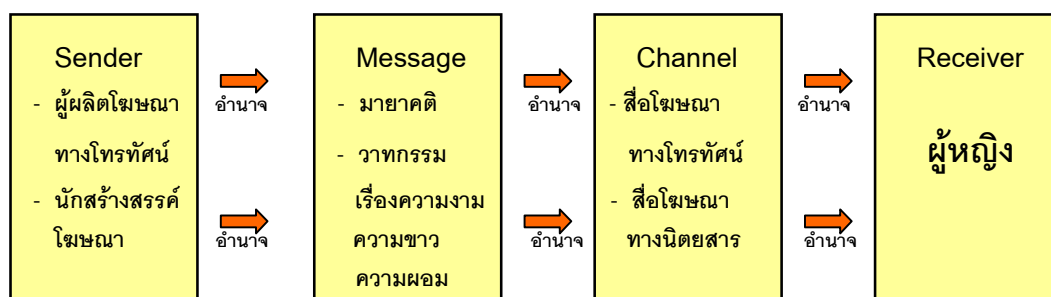 Sender
- ผู้ผลิตโฆษณา
ทางโทรทัศน์
- นักสร้างสรรค์
โฆษณา
อำนาจ
อำนาจ
Message
- มายาคติ
- วาทกรรม
เรื่องความงาม
ความขาว
ความผอม
อำนาจ
อำนาจ
Channel
- สื่อโฆษณา
ทางโทรทัศน์
- สื่อโฆษณา
ทางนิตยสาร
อำนาจ
อำนาจ
Receiver
ผู้หญิง